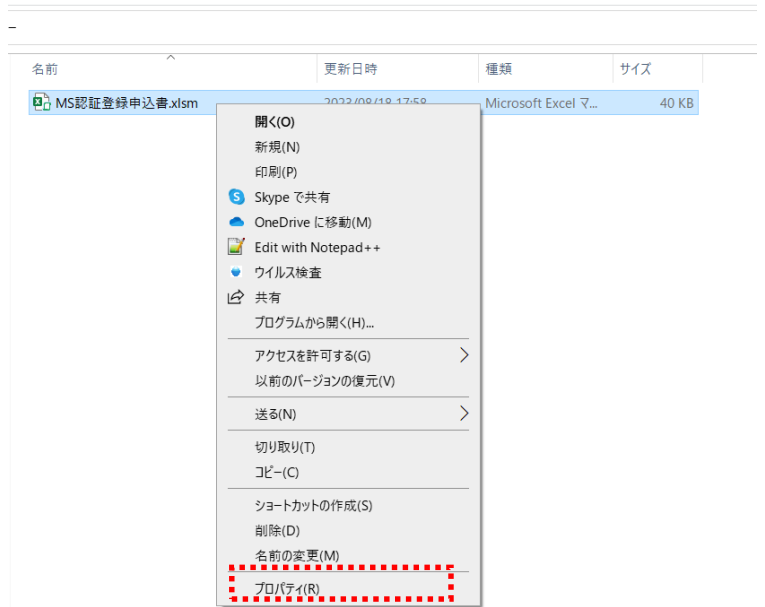 名前 更新日時 種類 サイズ
MS認証登録申込書.xlsm 2023/08/18 17:58 Microsoft Excel マ... 40 KB
開く(O)
新規(N)
印刷(P)
Skype で共有
OneDrive に移動(M)
Edit with Notepad++
ウイルス検査
共有
プログラムから開く(H)...
アクセスを許可する(G)
以前のバージョンの復元(V)
送る(N)
切り取り(T)
コピー(C)
ショートカットの作成(S)
削除(D)
名前の変更(M)
プロパティ(R)